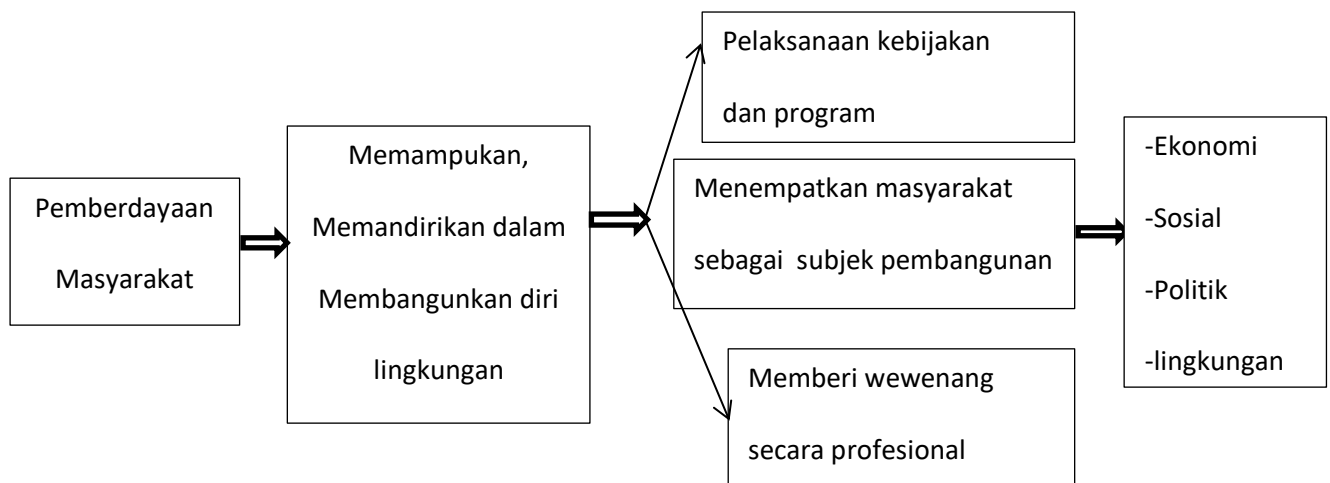 Pemberdayaan
Masyarakat
Memampukan,
Memandirikan dalam
Membangunkan diri
lingkungan
Pelaksanaan kebijakan
dan program
Menempatkan masyarakat
sebagai subjek pembangunan
Memberi wewenang
secara profesional
-Ekonomi
-Sosial
-Politik
-lingkungan